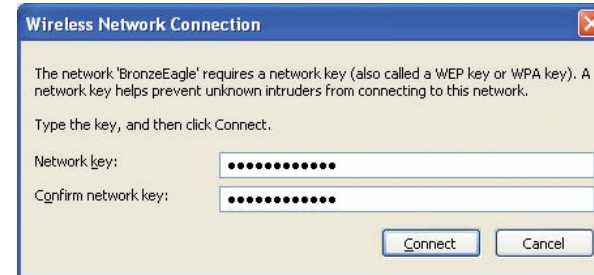 Wireless Network Connection
The network 'BronzeEagle' requires a network key (also called a WEP key or WPA key). A
network key helps prevent unknown intruders from connecting to this network.
Type the key, and then click Connect.
Network key: ●●●●●●●●●●●●
Confirm network key: ●●●●●●●●●●●●
Connect Cancel